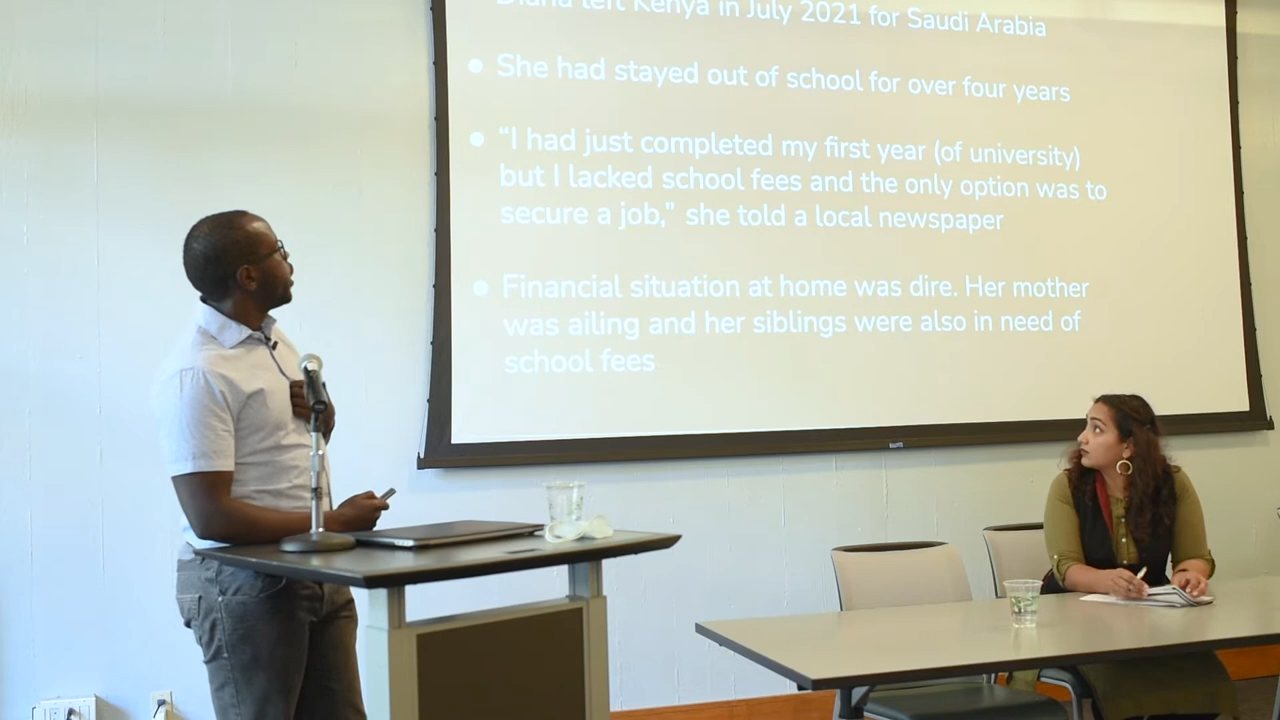 Diana left Kenya in July 2021 for Saudi Arabia
● She had stayed out of school for over four years
● “I had just completed my first year (of university)
but I lacked school fees and the only option was to
secure a job,” she told a local newspaper
● Financial situation at home was dire. Her mother
was ailing and her siblings were also in need of
school fees